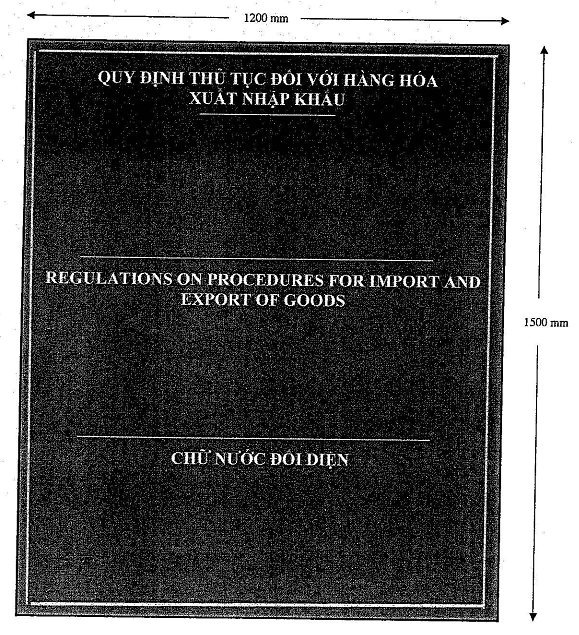 1200 mm
QUY ĐỊNH THỦ TỤC ĐỐI VỚI HÀNG HÓA
XUẤT NHẬP KHẨU
REGULATIONS ON PROCEDURES FOR IMPORT AND
EXPORT OF GOODS
1500 mm
CHỮ NƯỚC ĐỐI DIỆN